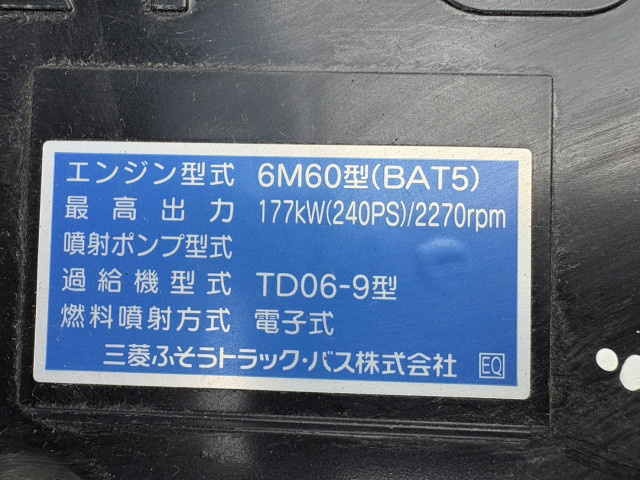 エンジン型式 6M60型(BAT5)
最高出力 177kW(240PS)/2270rpm
噴射ポンプ型式
過給機型式 TD06-9型
燃料噴射方式 電子式
三菱ふそうトラック・バス株式会社 EQ